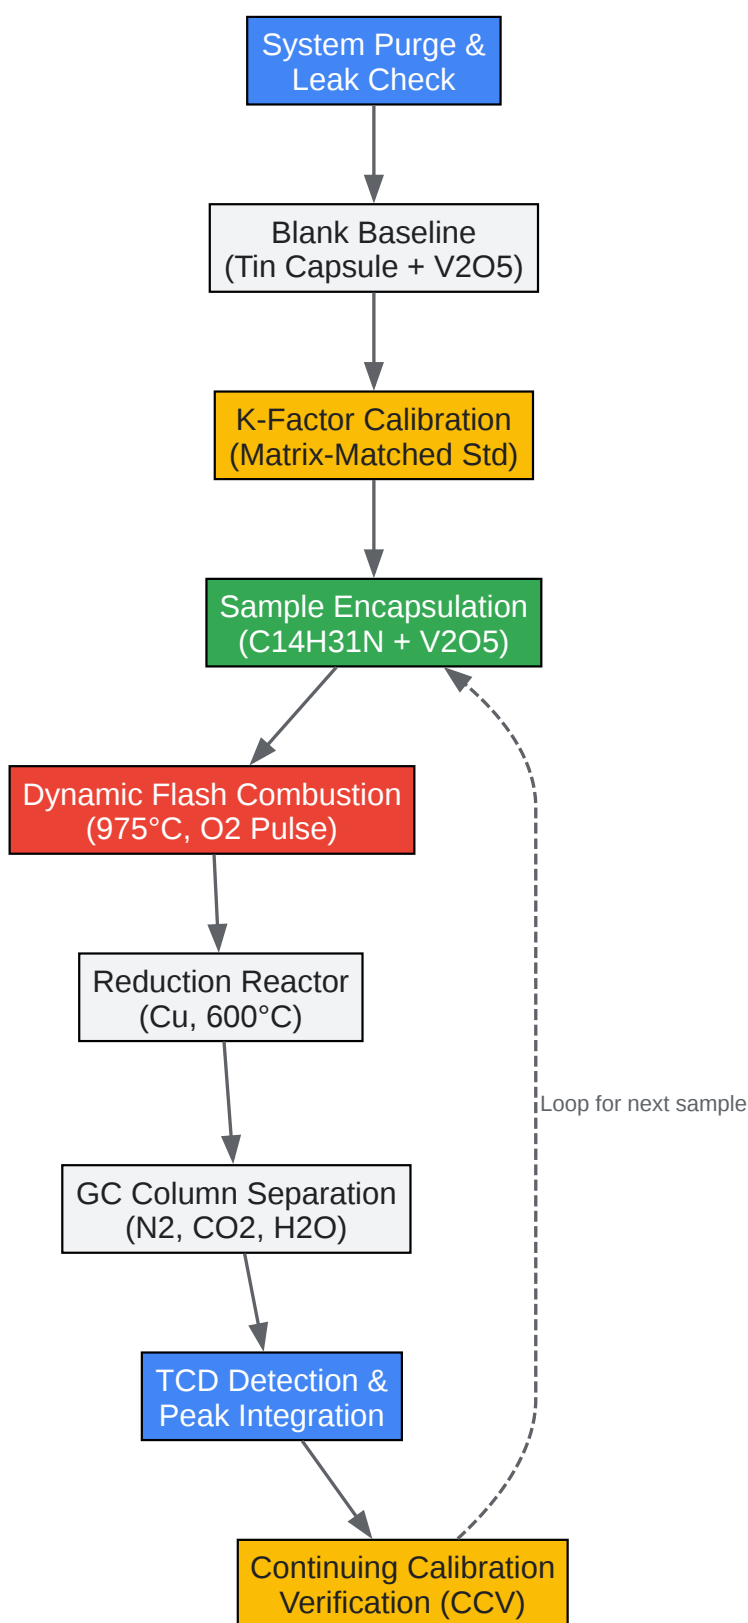 System Purge &
Leak Check
Blank Baseline
(Tin Capsule + V2O5)
K-Factor Calibration
(Matrix-Matched Std)
Sample Encapsulation
(C14H31N + V2O5)
Dynamic Flash Combustion
(975°C, O2 Pulse)
Reduction Reactor
(Cu, 600°C)
Loop for next sample
GC Column Separation
(N2, CO2, H2O)
TCD Detection &
Peak Integration
Continuing Calibration
Verification (CCV)